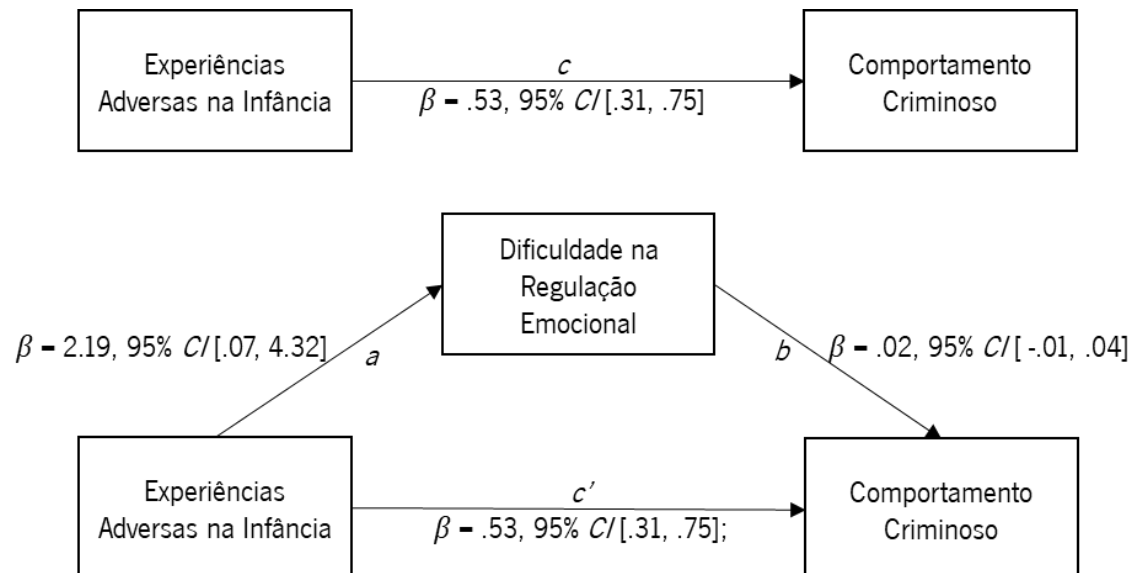 Experiências
Adversas na Infância
c
β = .53, 95% CI [.31, .75]
Comportamento
Criminoso
Dificuldade na
Regulação
Emocional
β = 2.19, 95% CI [.07, 4.32]
a
b
β = .02, 95% CI [ -.01, .04]
Experiências
Adversas na Infância
c’
β = .53, 95% CI [.31, .75];
Comportamento
Criminoso